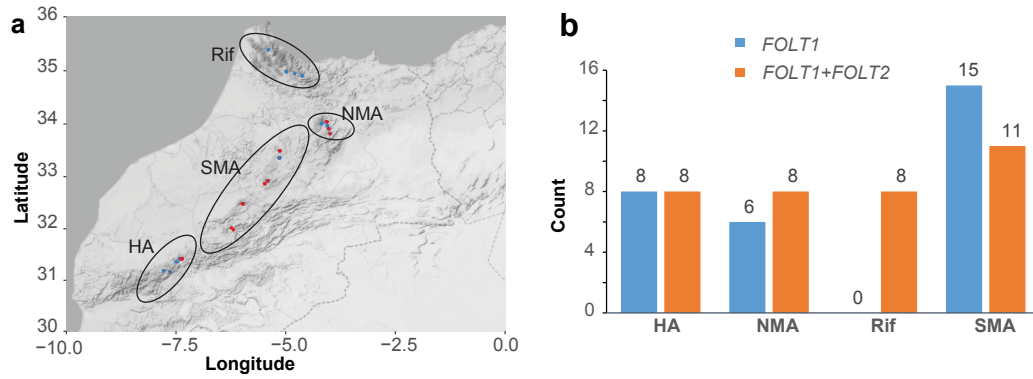 a
36
35
34
33
32
31
30
Latitude
Rif
NMA
SMA
HA
−10.0 −7.5 −5.0 −2.5 0.0
Longitude
b
FOLT1
FOLT1+FOLT2
16
12
8
4
0
Count
8 8 6 8 0 8 15 11
HA NMA Rif SMA